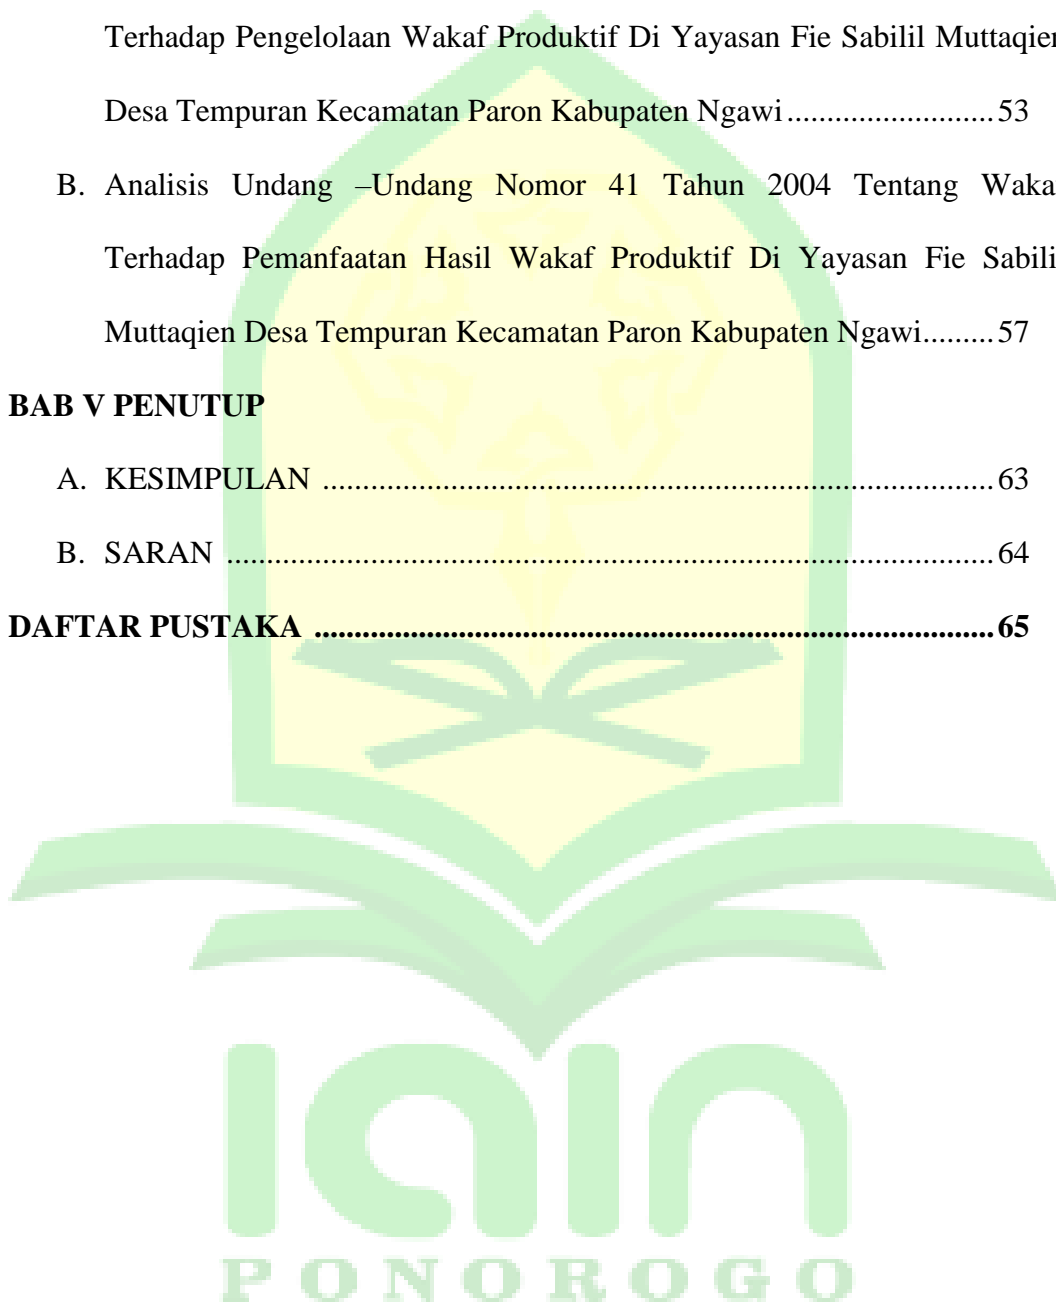 Terhadap Pengelolaan Wakaf Produktif Di Yayasan Fie Sabilil Muttaqien
Desa Tempuran Kecamatan Paron Kabupaten Ngawi......................... 53
B. Analisis Undang –Undang Nomor 41 Tahun 2004 Tentang Wakaf
Terhadap Pemanfaatan Hasil Wakaf Produktif Di Yayasan Fie Sabilil
Muttaqien Desa Tempuran Kecamatan Paron Kabupaten Ngawi......... 57
BAB V PENUTUP
A. KESIMPULAN .................................................................................. 63
B. SARAN .............................................................................................. 64
DAFTAR PUSTAKA ................................................................................... 65
iain
PONOROGO